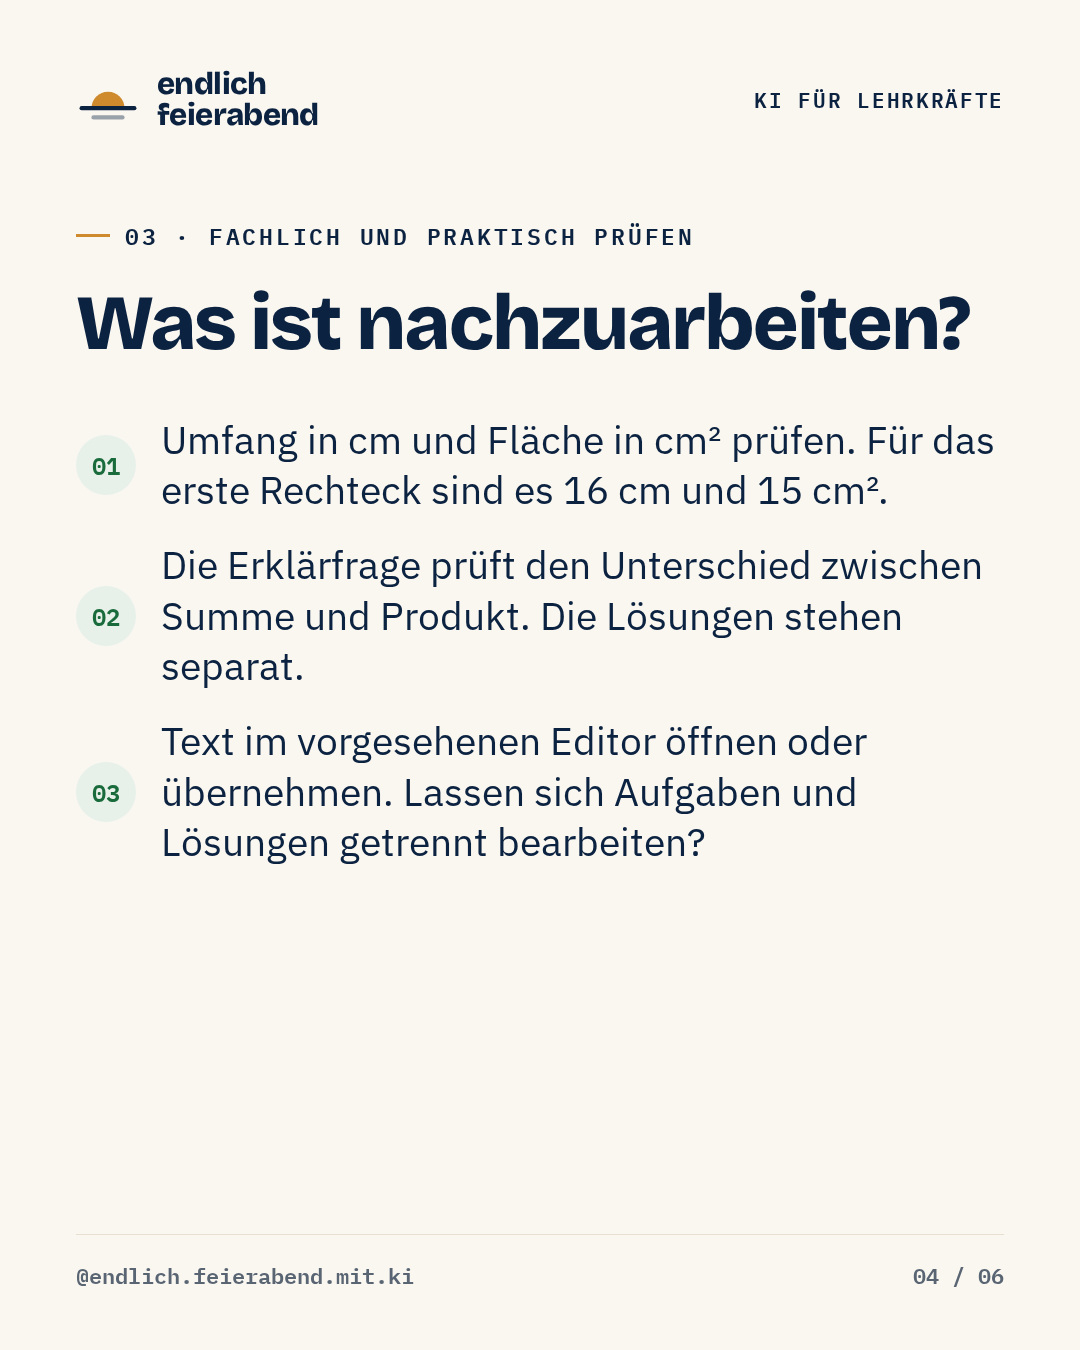 endlich
feierabend
KI FÜR LEHRKRÄFTE
03 · FACHLICH UND PRAKTISCH PRÜFEN
Was ist nachzuarbeiten?
01
Umfang in cm und Fläche in cm² prüfen. Für das
erste Rechteck sind es 16 cm und 15 cm².
02
Die Erklärfrage prüft den Unterschied zwischen
Summe und Produkt. Die Lösungen stehen
separat.
03
Text im vorgesehenen Editor öffnen oder
übernehmen. Lassen sich Aufgaben und
Lösungen getrennt bearbeiten?
@endlich.feierabend.mit.ki
04 / 06